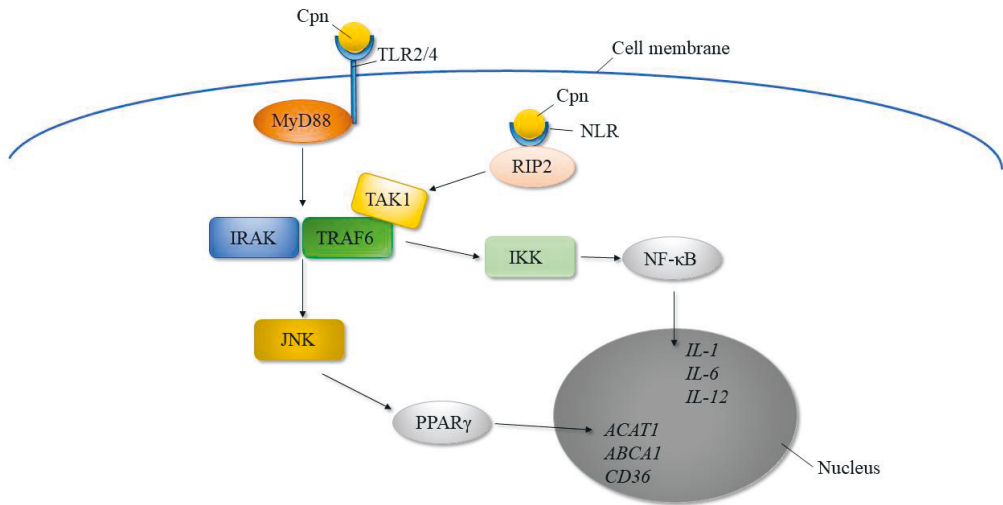 Cpn
TLR2/4
Cell membrane
MyD88
Cpn
NLR
RIP2
TAK1
IRAK
TRAF6
IKK
NF-κB
JNK
IL-1
IL-6
IL-12
PPARγ
ACAT1
ABCA1
CD36
Nucleus